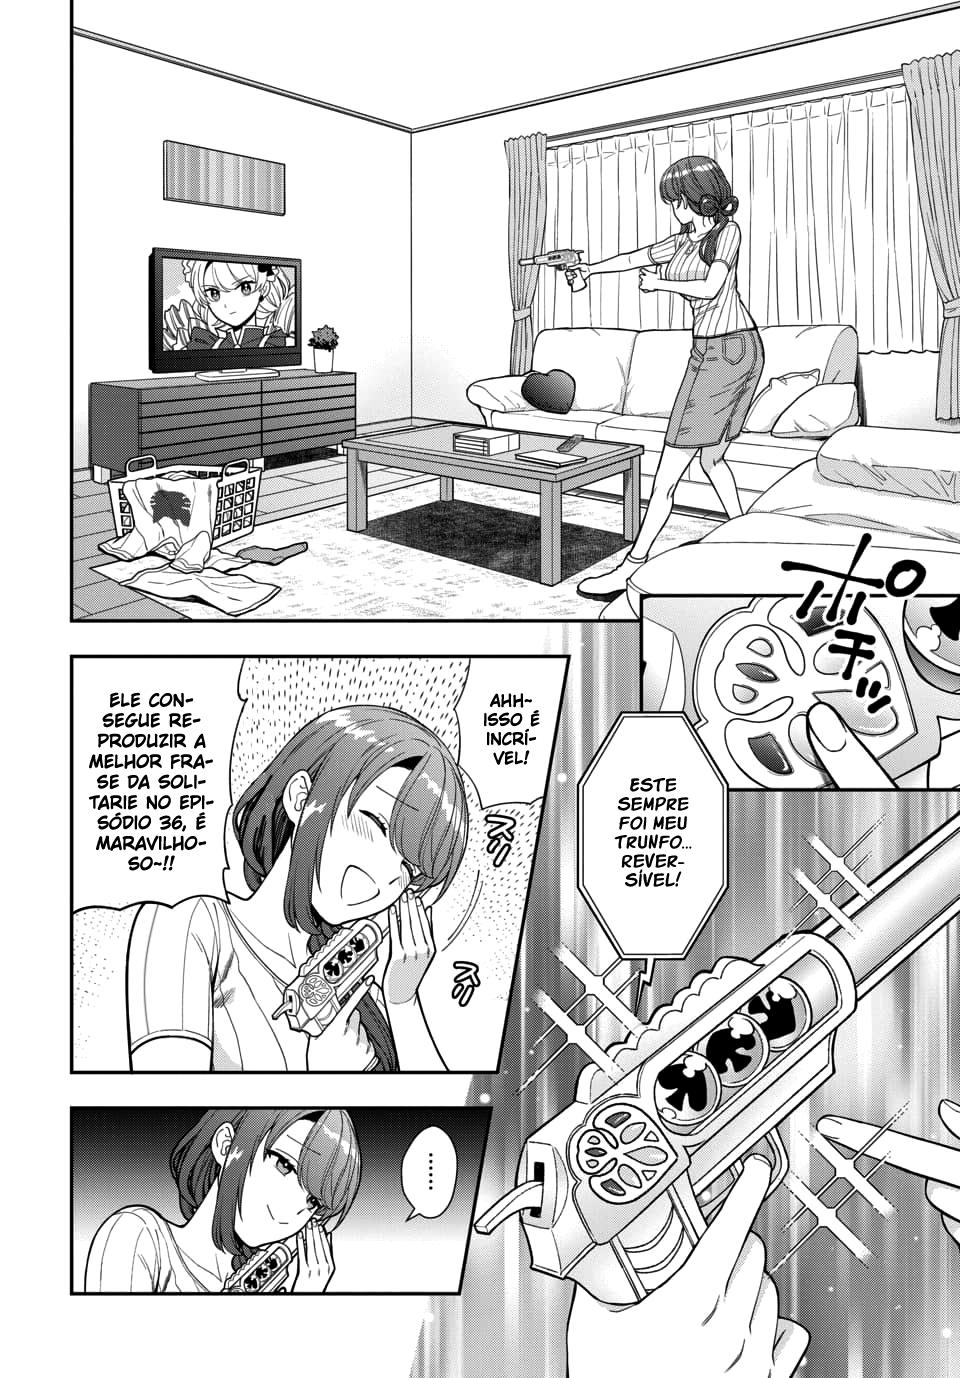 ポチッ
ESTE
SEMPRE
FOI MEU
TRUNFO...
REVER-
SÍVEL!
AHH~
ISSO É
INCRÍ-
VEL!
ELE CON-
SEGUE RE-
PRODUZIR A
MELHOR FRA-
SE DA SOLI-
TARIE NO EPI-
SÓDIO 36, É
MARAVILHO-
SO~!!
スリ
スリ
......